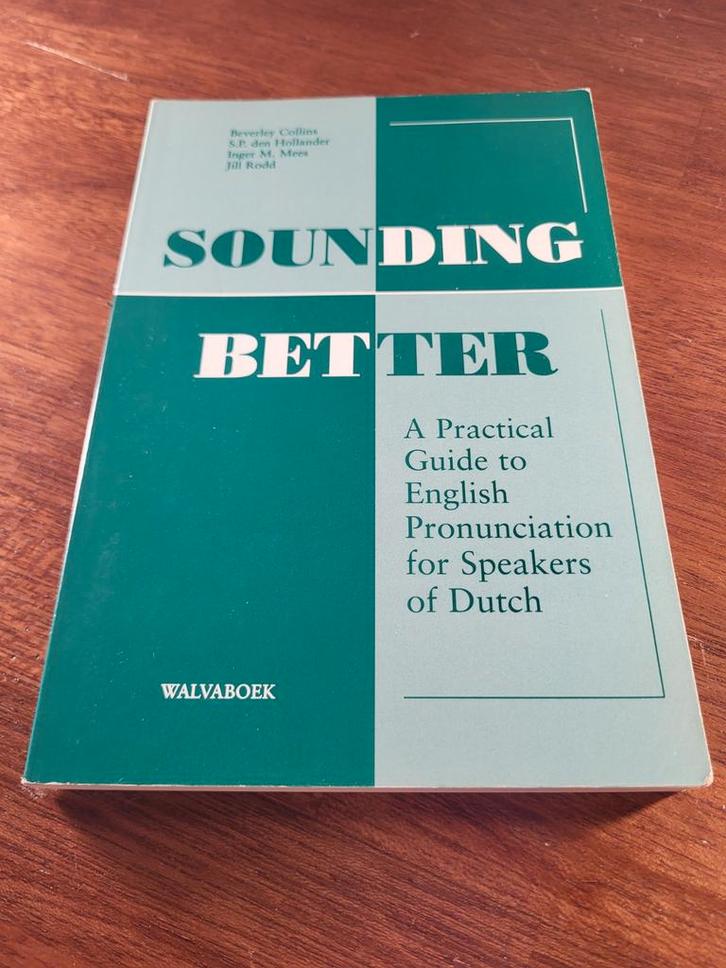 Beverley Collins
S.P. den Hollander
Inger M. Mees
Jill Rodd
SOUNDING
BETTER
A Practical
Guide to
English
Pronunciation
for Speakers
of Dutch
WALVABOEK